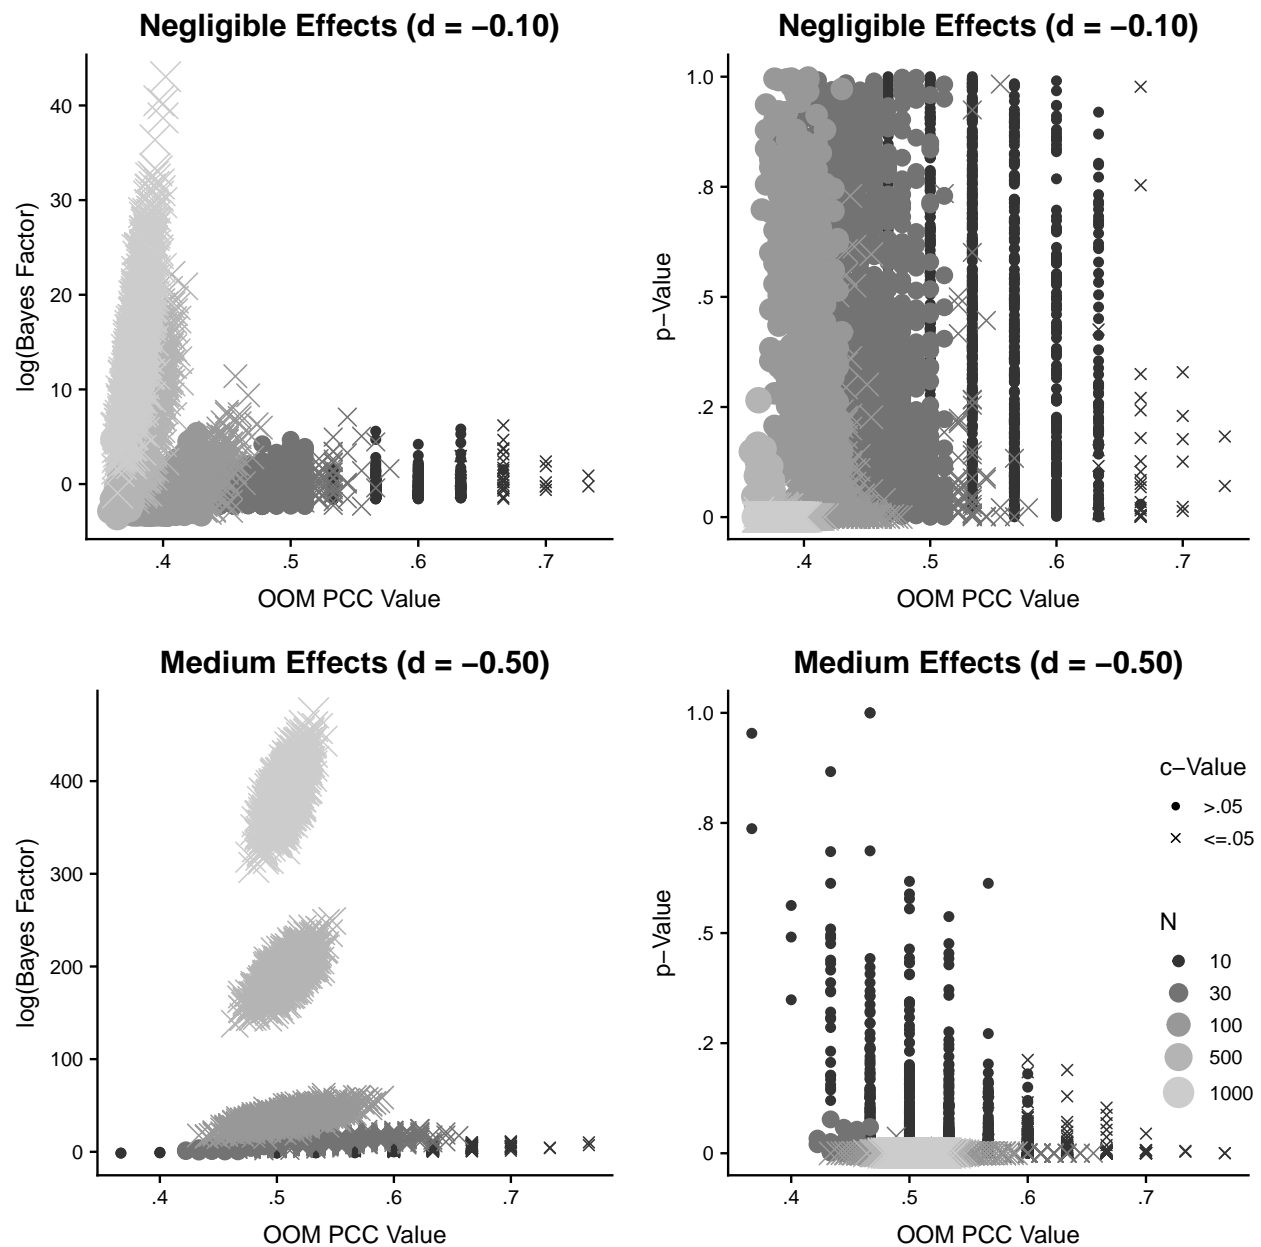 Negligible Effects (d = −0.10)
log(Bayes Factor)
40
30
20
10
0
.4 .5 .6 .7
OOM PCC Value
Negligible Effects (d = −0.10)
p−Value
1.0
.8
.5
.2
0
.4 .5 .6 .7
OOM PCC Value
Medium Effects (d = −0.50)
log(Bayes Factor)
400
300
200
100
0
.4 .5 .6 .7
OOM PCC Value
Medium Effects (d = −0.50)
p−Value
1.0
.8
.5
.2
0
.4 .5 .6 .7
OOM PCC Value
c−Value
>.05
<=.05
N
10
30
100
500
1000